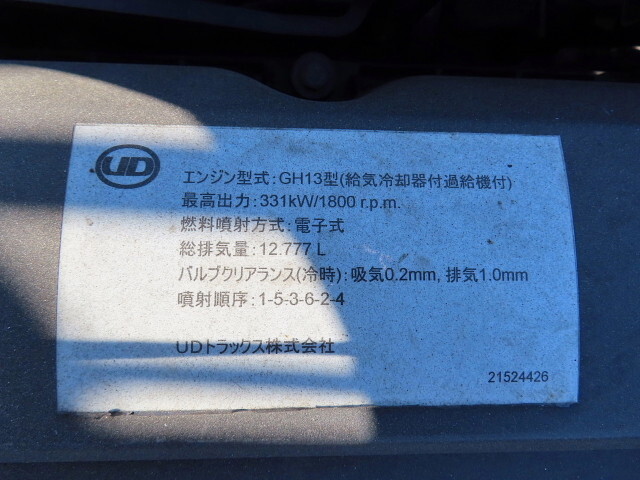 UD
エンジン型式:GH13型(給気冷却器付過給機付)
最高出力:331kW/1800 r.p.m.
燃料噴射方式:電子式
総排気量:12.777 L
バルブクリアランス(冷時):吸気0.2mm, 排気1.0mm
噴射順序:1-5-3-6-2-4
UDトラックス株式会社
21524426